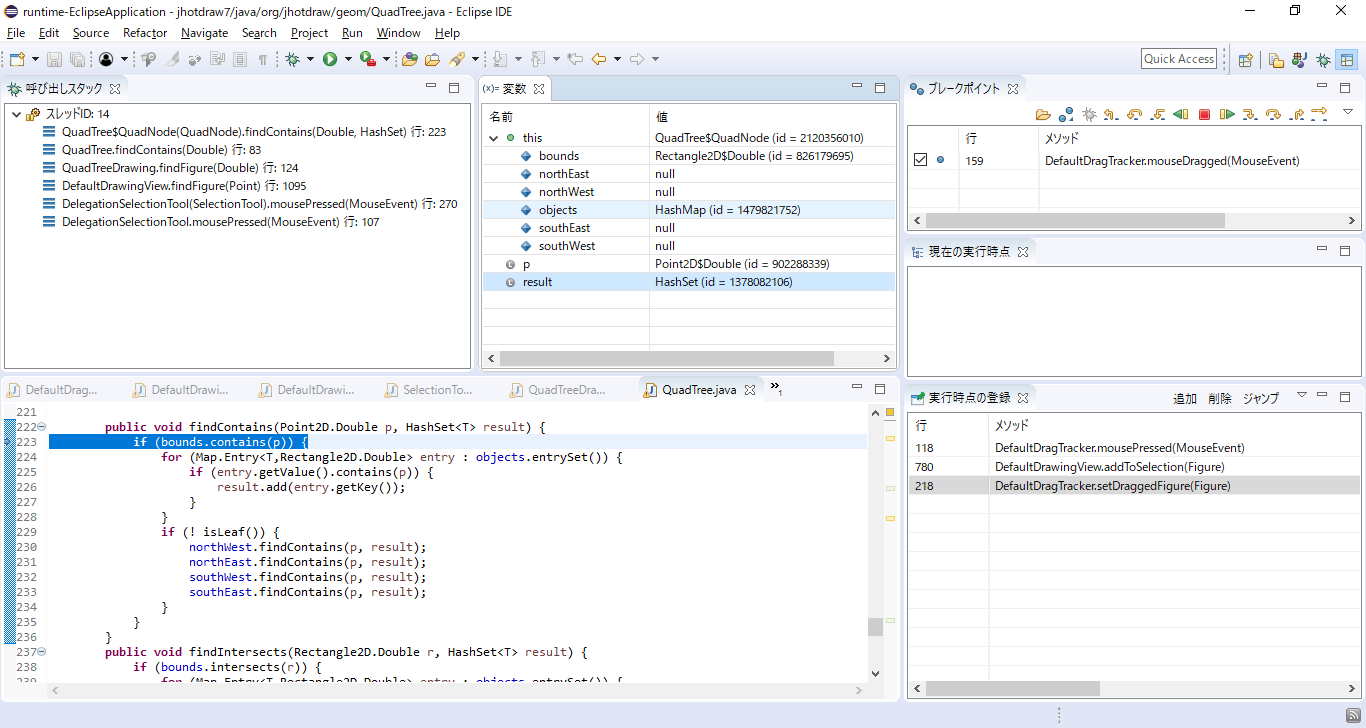 runtime-EclipseApplication - jhotdraw7/java/org/jhotdraw/geom/QuadTree.java - Eclipse IDE
File Edit Source Refactor Navigate Search Project Run Window Help
Quick Access
呼び出しスタック
スレッドID: 14
QuadTree$QuadNode(QuadNode).findContains(Double, HashSet) 行: 223
QuadTree.findContains(Double) 行: 83
QuadTreeDrawing.findFigure(Double) 行: 124
DefaultDrawingView.findFigure(Point) 行: 1095
DelegationSelectionTool(SelectionTool).mousePressed(MouseEvent) 行: 270
DelegationSelectionTool.mousePressed(MouseEvent) 行: 107
(x)= 変数
名前 値
this QuadTree$QuadNode (id = 2120356010)
bounds Rectangle2D$Double (id = 826179695)
northEast null
northWest null
objects HashMap (id = 1479821752)
southEast null
southWest null
p Point2D$Double (id = 902288339)
result HashSet (id = 1378082106)
ブレークポイント
行 メソッド
159 DefaultDragTracker.mouseDragged(MouseEvent)
現在の実行時点
実行時点の登録
追加 削除 ジャンプ
行 メソッド
118 DefaultDragTracker.mousePressed(MouseEvent)
780 DefaultDrawingView.addToSelection(Figure)
218 DefaultDragTracker.setDraggedFigure(Figure)
DefaultDrag... DefaultDrawi... DefaultDrawi... SelectionTo... QuadTreeDra... QuadTree.java »1
221
222 public void findContains(Point2D.Double p, HashSet<T> result) {
223 if (bounds.contains(p)) {
224 for (Map.Entry<T,Rectangle2D.Double> entry : objects.entrySet()) {
225 if (entry.getValue().contains(p)) {
226 result.add(entry.getKey());
227 }
228 }
229 if (! isLeaf()) {
230 northWest.findContains(p, result);
231 northEast.findContains(p, result);
232 southWest.findContains(p, result);
233 southEast.findContains(p, result);
234 }
235 }
236 }
237 public void findIntersects(Rectangle2D.Double r, HashSet<T> result) {
238 if (bounds.intersects(r)) {
239 for (Map.Entry<T,Rectangle2D.Double> entry : objects.entrySet()) {